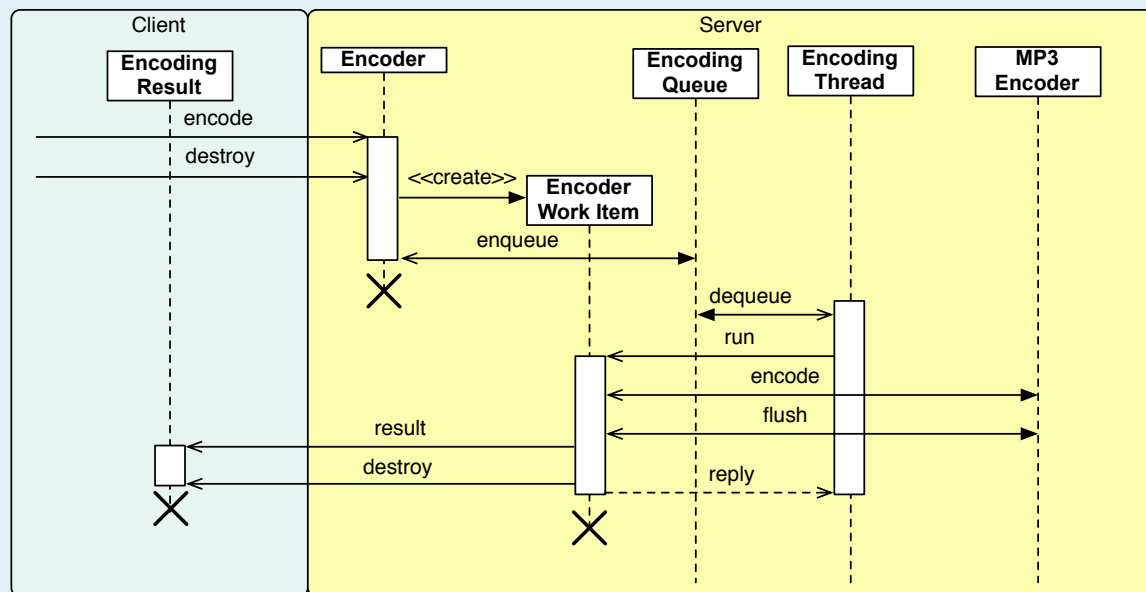 Client
Server
Encoding
Result
Encoder
Encoding
Queue
Encoding
Thread
MP3
Encoder
encode
destroy
<<create>>
Encoder
Work Item
enqueue
dequeue
run
encode
flush
result
destroy
reply